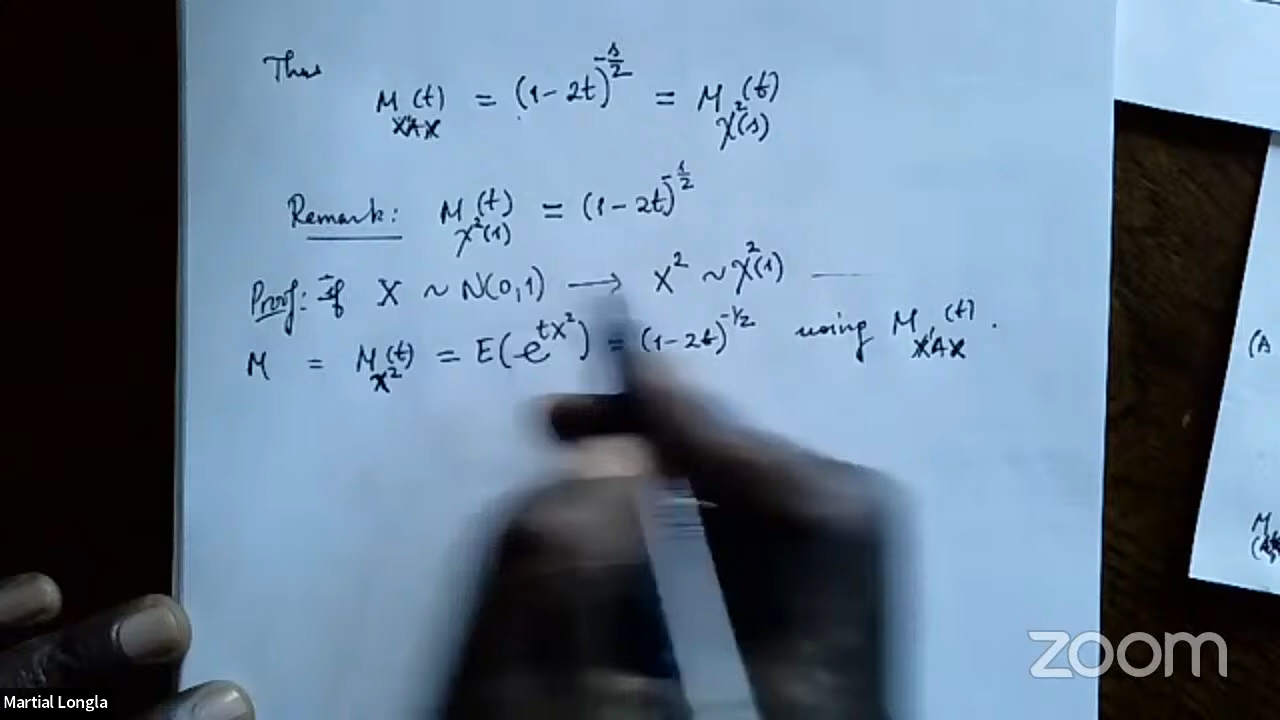 Thus
M_{X'AX}(t) = (1-2t)^{-s/2} = M_{χ²(s)}(t)
Remark: M_{χ²(1)}(t) = (1-2t)^{-1/2}
Proof: If X ~ N(0,1) → X² ~ χ²(1) —
M = M_{X²}(t) = E(e^{tX²}) = (1-2t)^{-1/2} using M_{X'AX}(t).
(A
M
zoom
Martial Longla